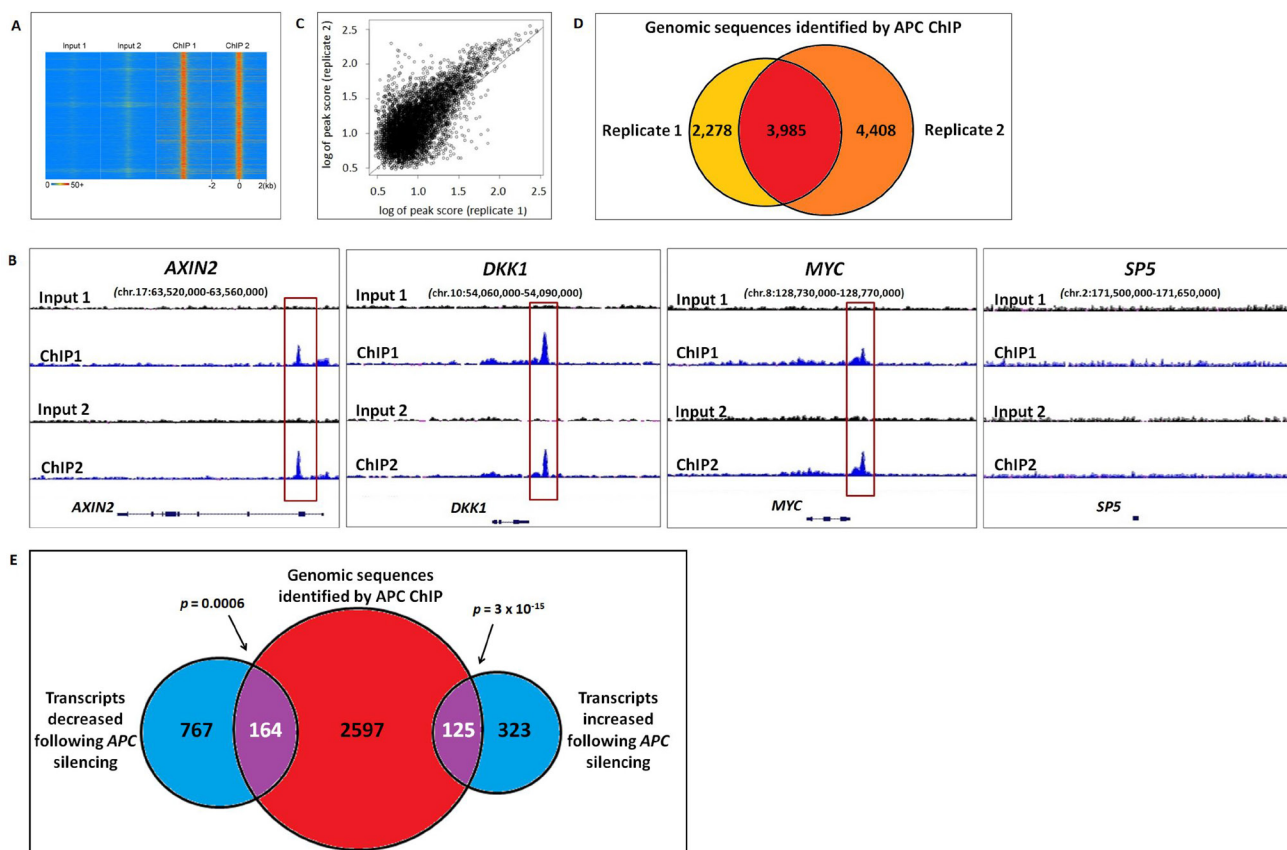 A
Input 1 Input 2 ChIP 1 ChIP 2
0 50+ -2 0 2(kb)
C
log of peak score (replicate 2)
2.5
2.0
1.5
1.0
0.5
0.5 1.0 1.5 2.0 2.5
log of peak score (replicate 1)
D
Genomic sequences identified by APC ChIP
Replicate 1 2,278 3,985 4,408 Replicate 2
B
AXIN2
(chr.17:63,520,000-63,560,000)
Input 1
ChIP1
Input 2
ChIP2
AXIN2
DKK1
(chr.10:54,060,000-54,090,000)
Input 1
ChIP1
Input 2
ChIP2
DKK1
MYC
(chr.8:128,730,000-128,770,000)
Input 1
ChIP1
Input 2
ChIP2
MYC
SP5
(chr.2:171,500,000-171,650,000)
Input 1
ChIP1
Input 2
ChIP2
SP5
E
Genomic sequences
identified by APC ChIP
p = 0.0006
p = 3 x 10⁻¹⁵
Transcripts
decreased
following APC
silencing
767 164 2597 125 323
Transcripts
increased
following APC
silencing